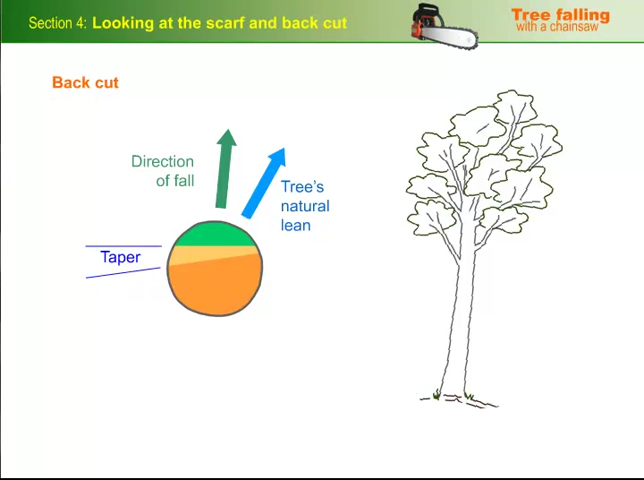 Section 4: Looking at the scarf and back cut
Tree falling
with a chainsaw
Back cut
Direction
of fall
Tree's
natural
lean
Taper